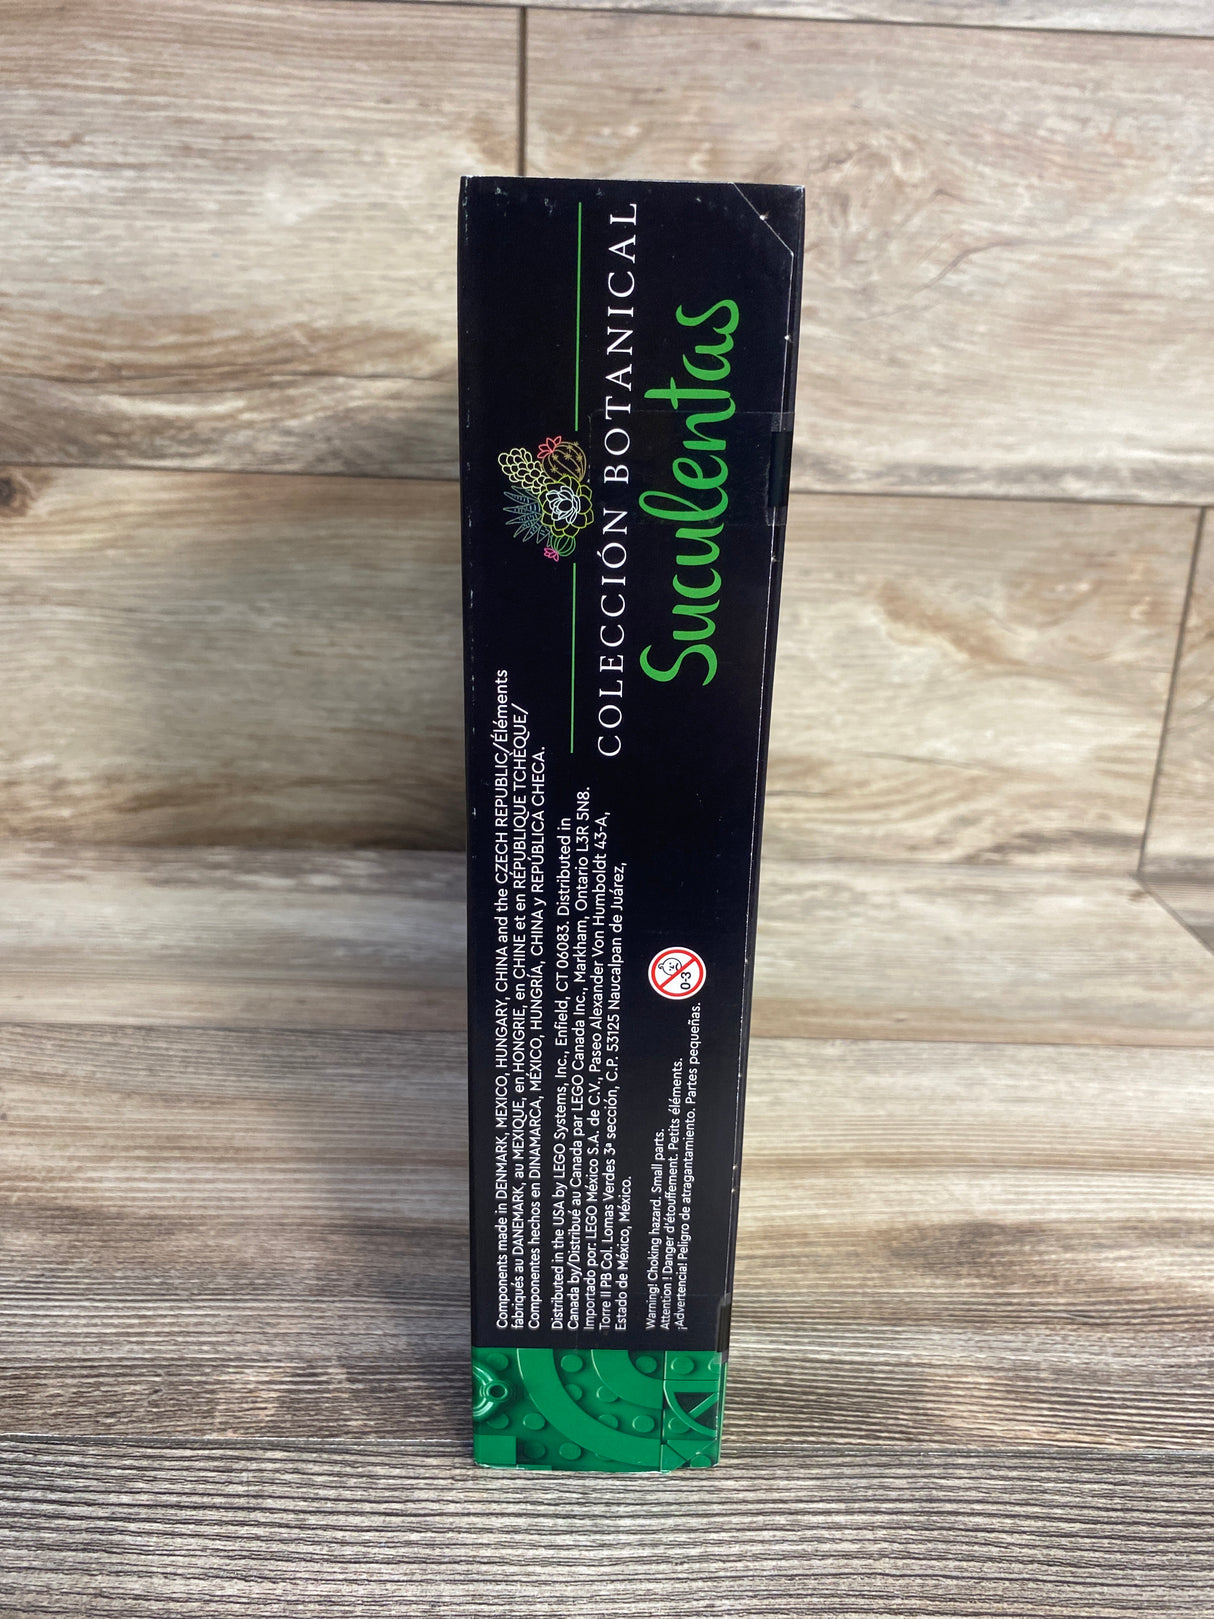 COLECCIÓN BOTANICAL
Suculentas
Components made in DENMARK, MEXICO, HUNGARY, CHINA and the CZECH REPUBLIC/Éléments
fabriqués au DANEMARK, au MEXIQUE, en HONGRIE, en CHINE et en RÉPUBLIQUE TCHÈQUE/
Componentes hechos en DINAMARCA, MÉXICO, HUNGRÍA, CHINA y REPÚBLICA CHECA.
Distributed in the USA by LEGO Systems, Inc., Enfield, CT 06083. Distributed in
Canada by/Distribué au Canada par LEGO Canada Inc., Markham, Ontario L3R 5N8.
Importado por: LEGO México S.A. de C.V., Paseo Alexander Von Humboldt 43-A,
Torre II PB Col. Lomas Verdes 3ª sección, C.P. 53125 Naucalpan de Juárez,
Estado de México, México.
Warning! Choking hazard. Small parts.
Attention ! Danger d'étouffement. Petits éléments.
¡Advertencia! Peligro de atragantamiento. Partes pequeñas.
0-3